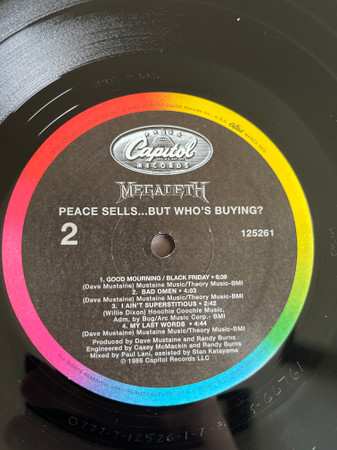 Capitol
RECORDS
MEGADETH
PEACE SELLS...BUT WHO'S BUYING?
2
125261
1. GOOD MOURNING / BLACK FRIDAY • 6:39
(Dave Mustaine) Mustaine Music/Theory Music-BMI
2. BAD OMEN • 4:03
(Dave Mustaine) Mustaine Music/Theory Music-BMI
3. I AIN'T SUPERSTITIOUS • 2:42
(Willie Dixon) Hoochie Coochie Music,
Adm. by Bug/Arc Music Corp.- BMI
4. MY LAST WORDS • 4:44
(Dave Mustaine) Mustaine Music/Theory Music-BMI
Produced by Dave Mustaine and Randy Burns
Engineered by Casey McMackin and Randy Burns
Mixed by Paul Lani, assisted by Stan Katayama
© 1986 Capitol Records LLC